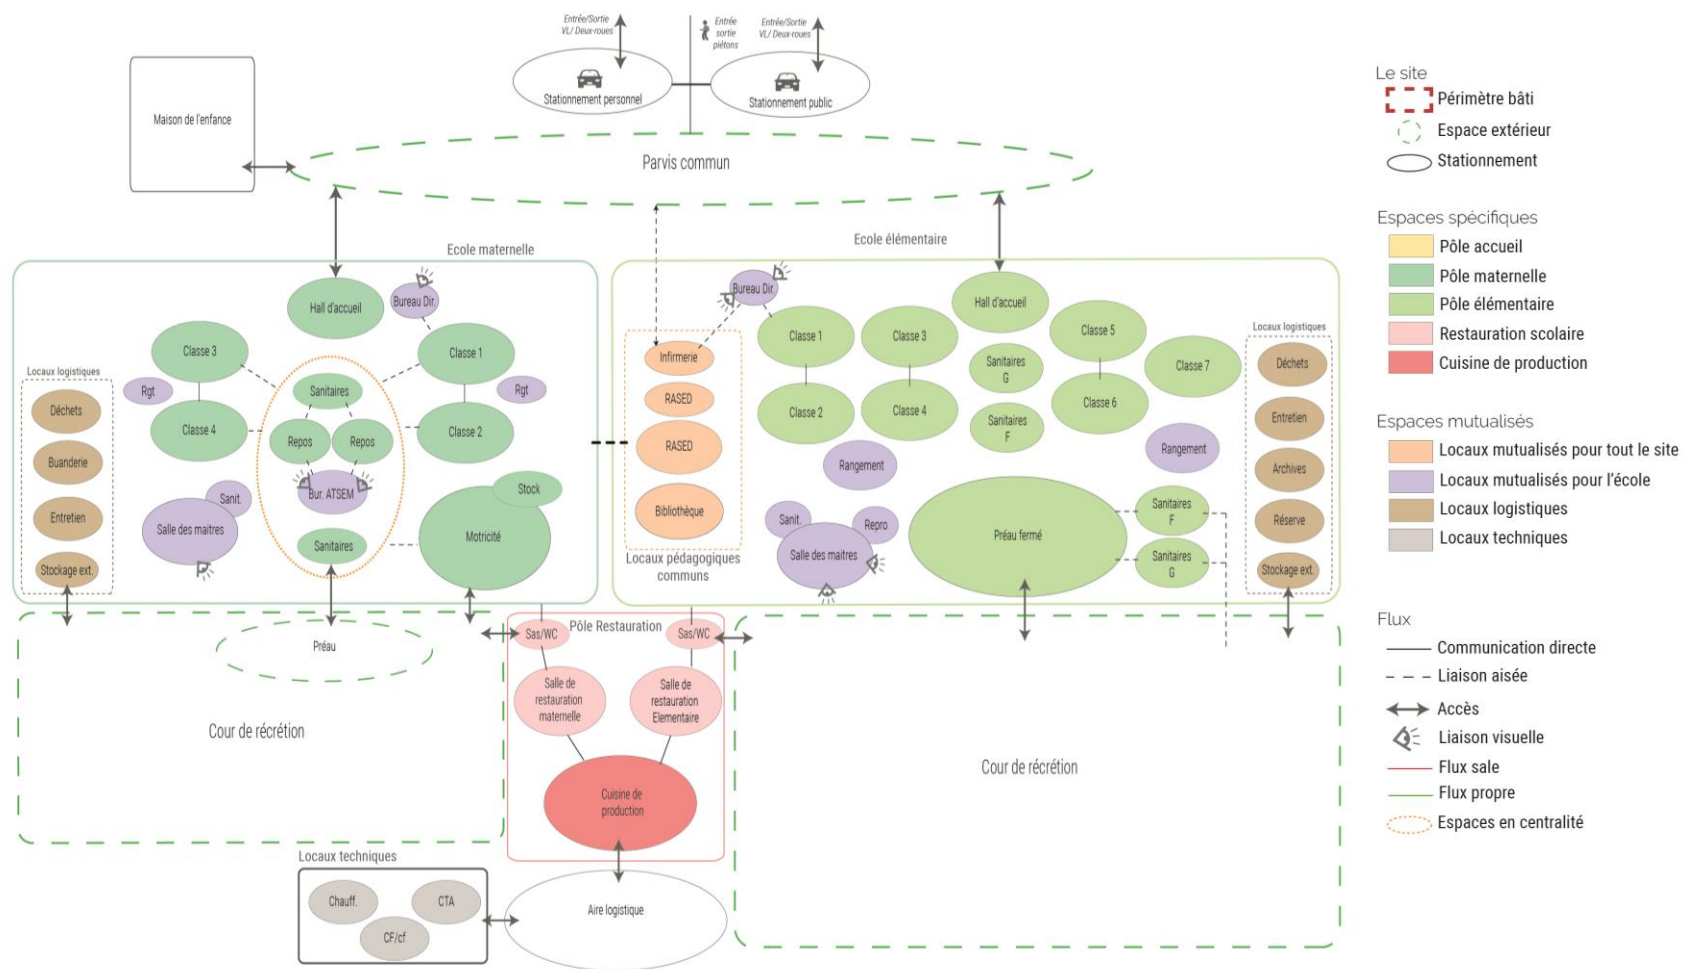 Entrée/Sortie
VL/ Deux-roues
Entrée
sortie
piétons
Entrée/Sortie
VL/ Deux-roues
Stationnement personnel
Stationnement public
Maison de l'enfance
Parvis commun
Ecole maternelle
Hall d'accueil
Bureau Dir.
Classe 3
Classe 1
Locaux logistiques
Rgt
Sanitaires
Rgt
Déchets
Classe 4
Repos
Repos
Classe 2
Buanderie
Sanit.
Bur. ATSEM
Stock
Entretien
Salle des maitres
Motricité
Sanitaires
Stockage ext.
Préau
Cour de récrétion
Ecole élémentaire
Bureau Dir.
Hall d'accueil
Classe 1
Classe 3
Classe 5
Locaux logistiques
Infirmerie
Sanitaires
G
Classe 7
Déchets
RASED
Classe 2
Classe 4
Sanitaires
F
Classe 6
Entretien
RASED
Rangement
Rangement
Archives
Bibliothèque
Sanit.
Repro
Sanitaires
F
Réserve
Salle des maitres
Préau fermé
Sanitaires
G
Locaux pédagogiques
communs
Stockage ext.
Cour de récrétion
Pôle Restauration
Sas/WC
Sas/WC
Salle de
restauration
maternelle
Salle de
restauration
Elementaire
Cuisine de
production
Locaux techniques
Chauff.
CTA
CF/cf
Aire logistique
Le site
Périmètre bâti
Espace extérieur
Stationnement
Espaces spécifiques
Pôle accueil
Pôle maternelle
Pôle élémentaire
Restauration scolaire
Cuisine de production
Espaces mutualisés
Locaux mutualisés pour tout le site
Locaux mutualisés pour l'école
Locaux logistiques
Locaux techniques
Flux
Communication directe
Liaison aisée
Accès
Liaison visuelle
Flux sale
Flux propre
Espaces en centralité